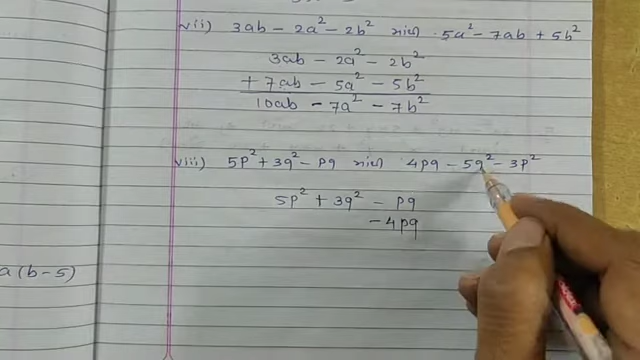 vii) 3ab − 2a² − 2b² 5a² − 7ab + 5b²
3ab − 2a² − 2b²
+ 7ab − 5a² − 5b²
10ab − 7a² − 7b²
viii) 5p² + 3q² − pq 4pq − 5q² − 3p²
5p² + 3q² − pq
− 4pq
a(b − 5)